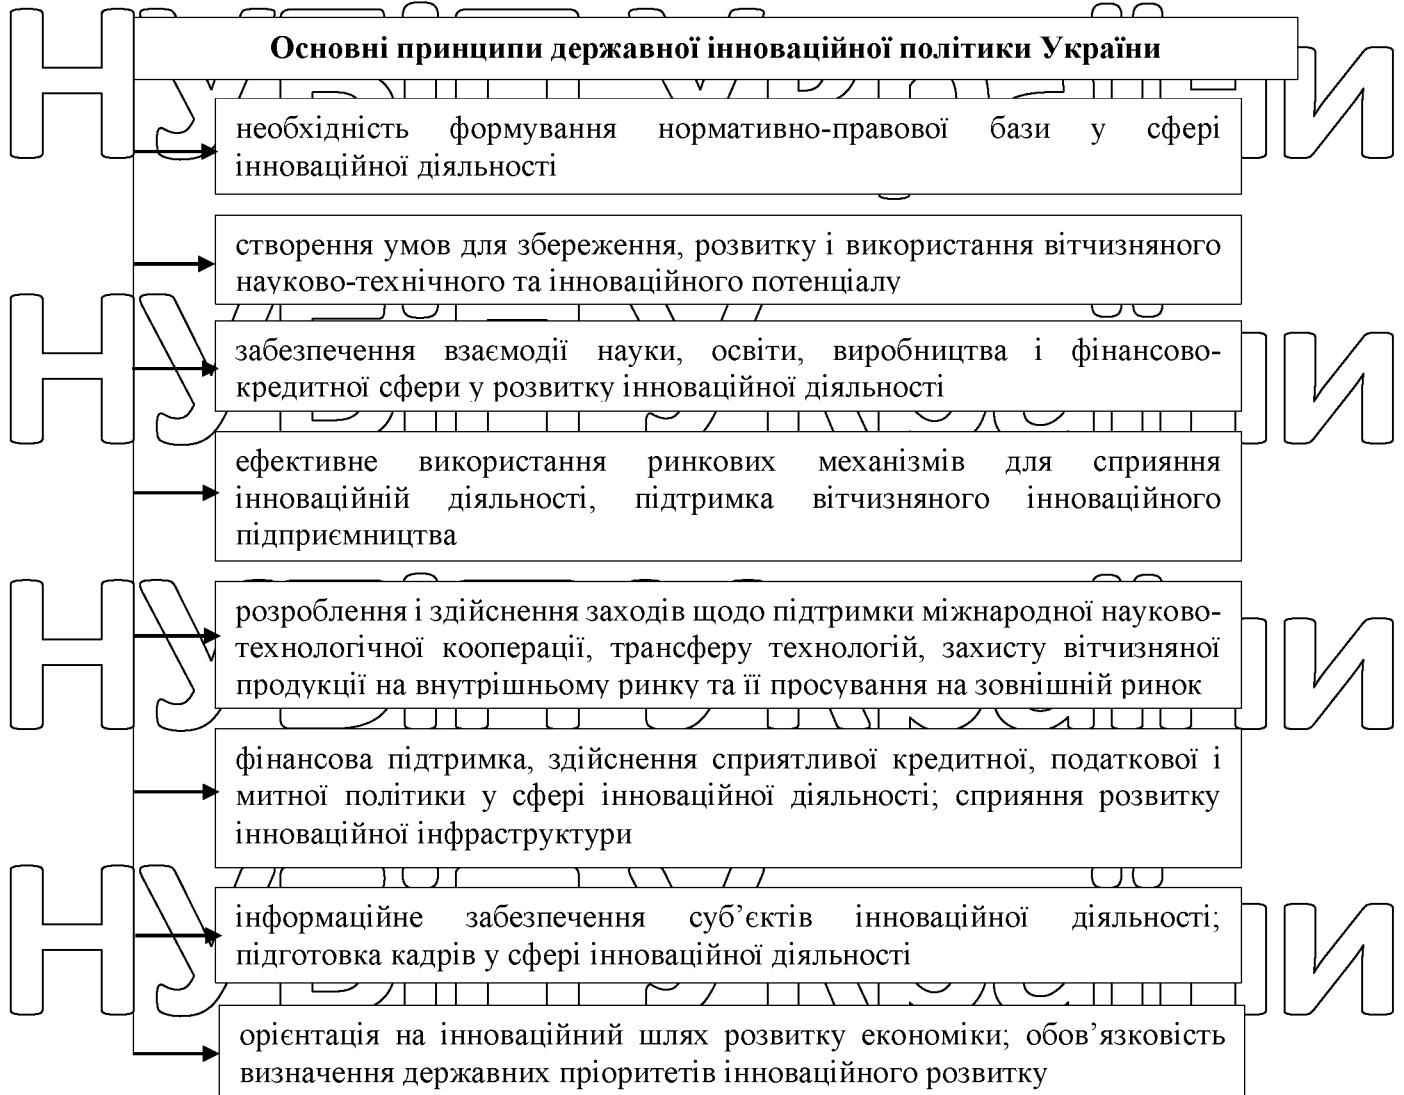 Основні принципи державної інноваційної політики України
необхідність формування нормативно-правової бази у сфері
інноваційної діяльності
створення умов для збереження, розвитку і використання вітчизняного
науково-технічного та інноваційного потенціалу
забезпечення взаємодії науки, освіти, виробництва і фінансово-
кредитної сфери у розвитку інноваційної діяльності
ефективне використання ринкових механізмів для сприяння
інноваційній діяльності, підтримка вітчизняного інноваційного
підприємництва
розроблення і здійснення заходів щодо підтримки міжнародної науково-
технологічної кооперації, трансферу технологій, захисту вітчизняної
продукції на внутрішньому ринку та її просування на зовнішній ринок
фінансова підтримка, здійснення сприятливої кредитної, податкової і
митної політики у сфері інноваційної діяльності; сприяння розвитку
інноваційної інфраструктури
інформаційне забезпечення суб’єктів інноваційної діяльності;
підготовка кадрів у сфері інноваційної діяльності
орієнтація на інноваційний шлях розвитку економіки; обов’язковість
визначення державних пріоритетів інноваційного розвитку